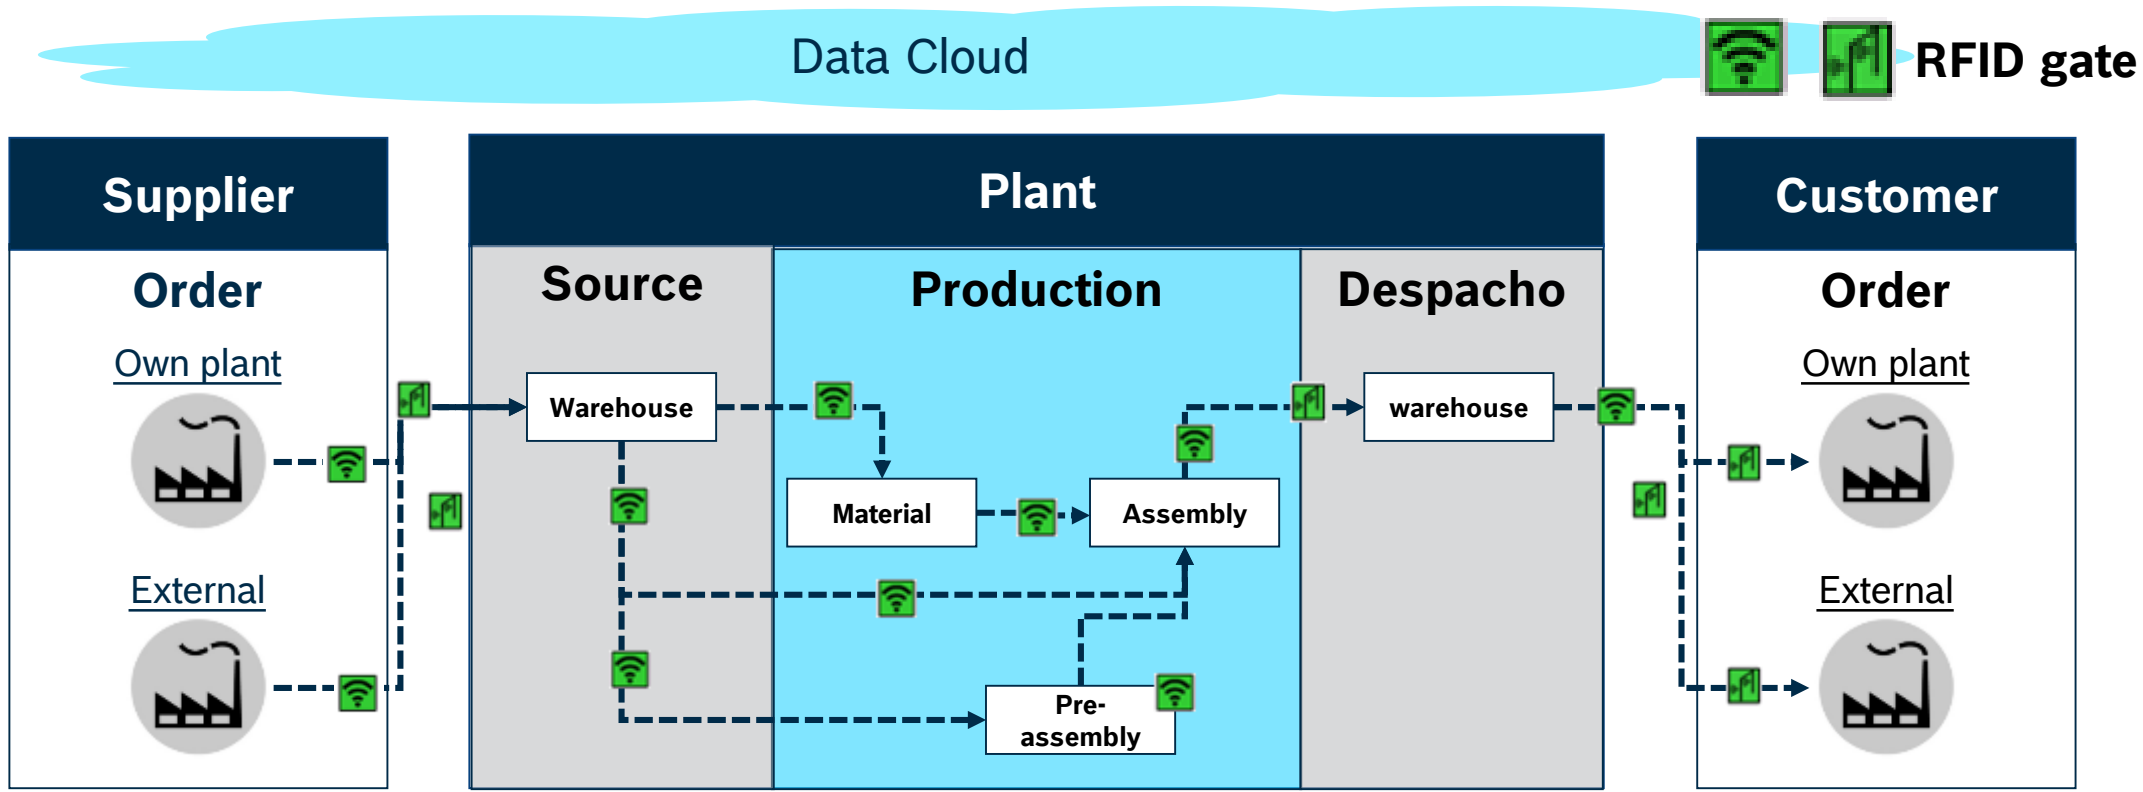 Data Cloud
RFID gate
Supplier
Plant
Customer
Order
Source
Production
Despacho
Order
Own plant
Own plant
Warehouse
warehouse
Material
Assembly
External
External
Pre-
assembly